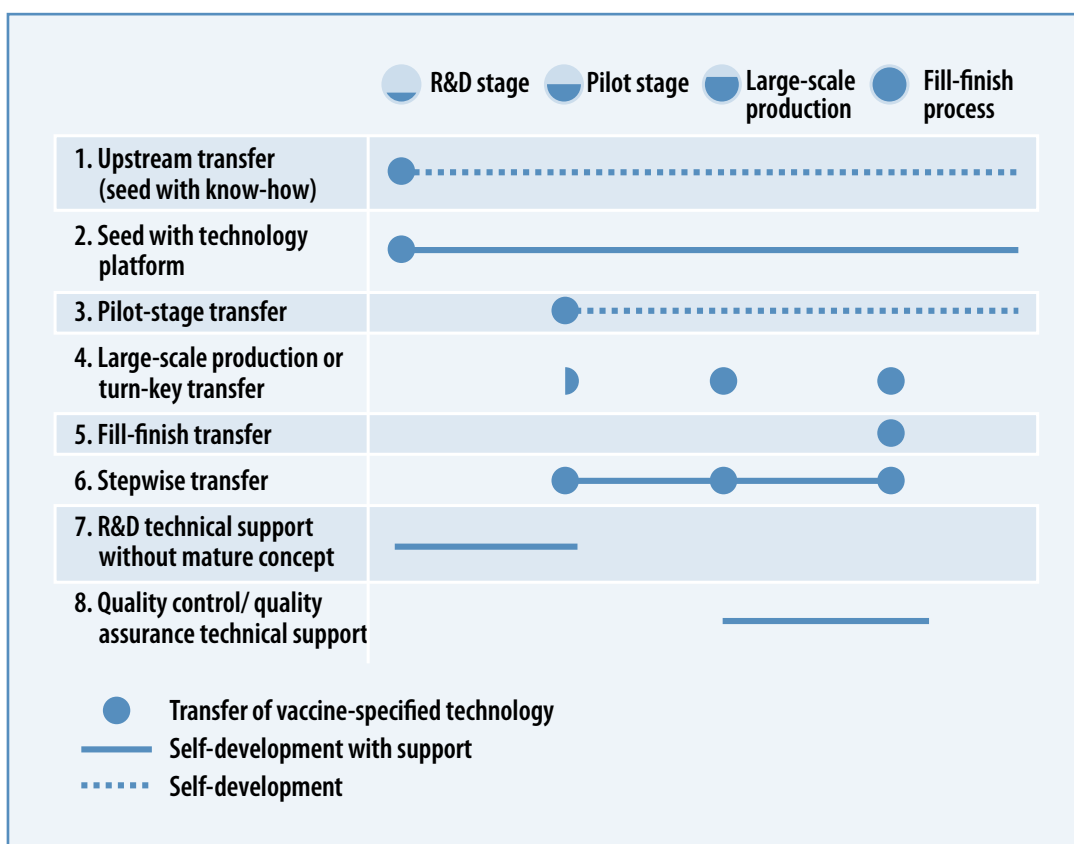 R&D stage
Pilot stage
Large-scale
production
Fill-finish
process
1. Upstream transfer
(seed with know-how)
2. Seed with technology
platform
3. Pilot-stage transfer
4. Large-scale production or
turn-key transfer
5. Fill-finish transfer
6. Stepwise transfer
7. R&D technical support
without mature concept
8. Quality control/ quality
assurance technical support
Transfer of vaccine-specified technology
Self-development with support
Self-development